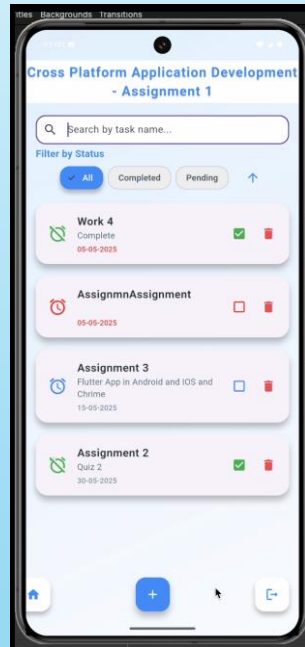 Backgrounds Transitions
Cross Platform Application Development
- Assignment 1
Search by task name...
Filter by Status
All Completed Pending
Work 4
Complete
05-05-2025
AssignmnAssignment
05-05-2025
Assignment 3
Flutter App in Android and IOS and
Chrime
15-05-2025
Assignment 2
Quiz 2
30-05-2025